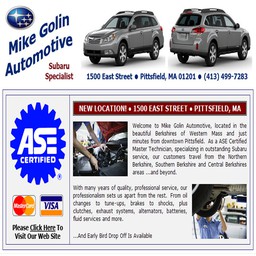 Mike Golin
Automotive
Subaru
Specialist
1500 East Street ● Pittsfield, MA 01201 ● (413) 499-7283
NEW LOCATION! ● 1500 EAST STREET ● PITTSFIELD, MA
Welcome to Mike Golin Automotive, located in the
beautiful Berkshires of Western Mass and just
minutes from downtown Pittsfield. As a ASE Certified
Master Technician, specializing in outstanding Subaru
service, our customers travel from the Northern
Berkshire, Southern Berkshire and Central Berkshire
areas ...and beyond.
ASE
CERTIFIED
With many years of quality, professional service, our
professionalism sets us apart from the rest. From oil
changes to tune-ups, brakes to shocks, plus
clutches, exhaust systems, alternators, batteries,
fluid services and more.
...And Early Bird Drop Off Is Available
MasterCard
VISA
Please Click Here To
Visit Our Web Site